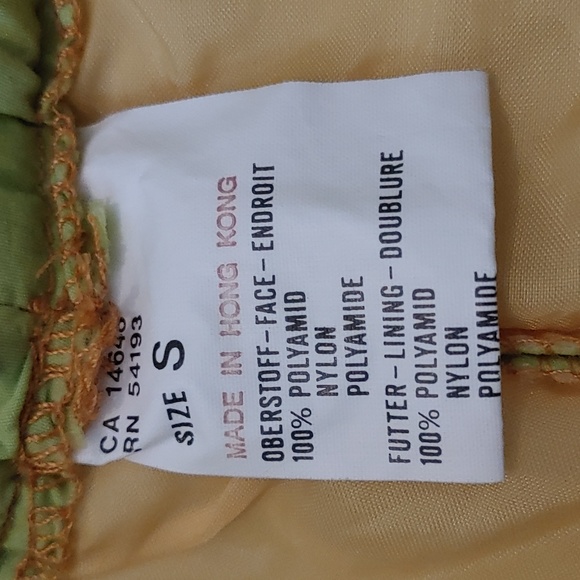 CA 14640
RN 54193
SIZE S
MADE IN HONG KONG
OBERSTOFF-FACE-ENDROIT
100% POLYAMID
NYLON
POLYAMIDE
FUTTER-LINING-DOUBLURE
100% POLYAMID
NYLON
POLYAMIDE